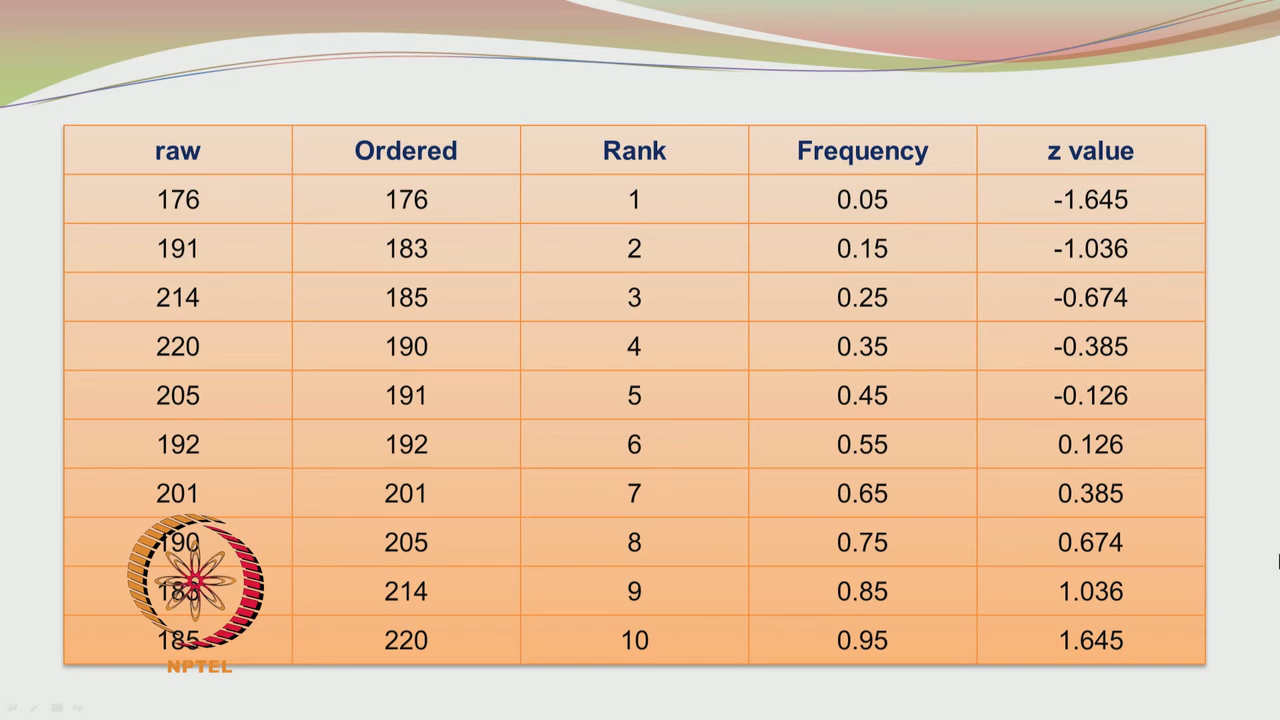 raw Ordered Rank Frequency z value
176 176 1 0.05 -1.645
191 183 2 0.15 -1.036
214 185 3 0.25 -0.674
220 190 4 0.35 -0.385
205 191 5 0.45 -0.126
192 192 6 0.55 0.126
201 201 7 0.65 0.385
190 205 8 0.75 0.674
183 214 9 0.85 1.036
185 220 10 0.95 1.645
NPTEL